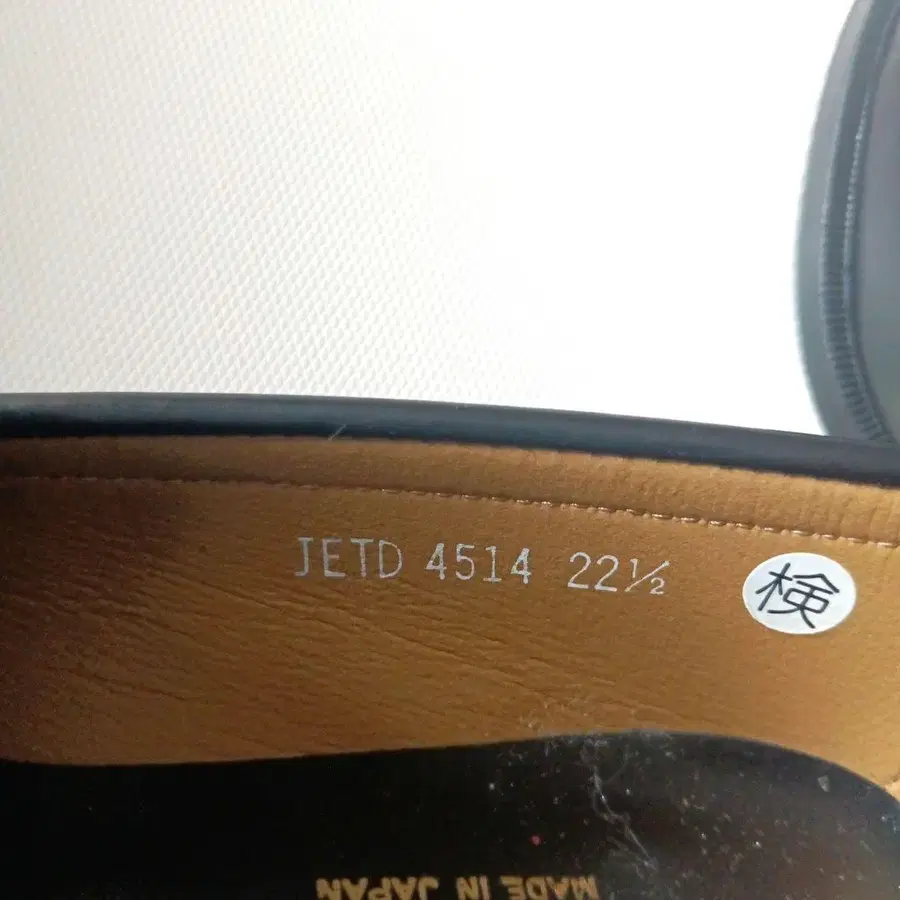 JETD 4514 22½
検
MADE IN JAPAN